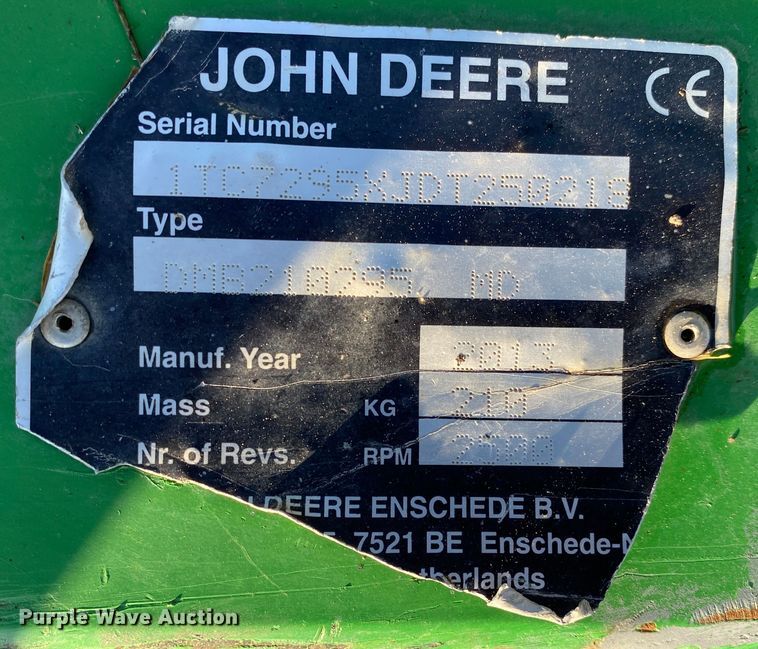 JOHN DEERE CE
Serial Number
1TC7295XJDT250218
Type
DMB210295 MD
Manuf. Year 2013
Mass KG 210
Nr. of Revs. RPM 2500
DEERE ENSCHEDE B.V.
7521 BE Enschede-N
therlands
Purple Wave Auction